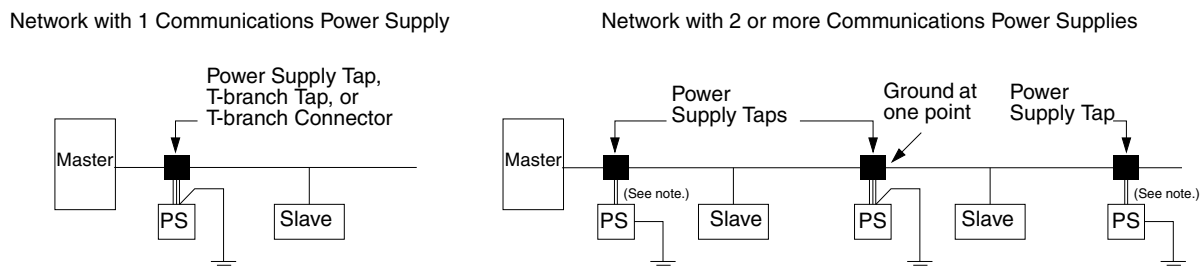 Network with 1 Communications Power Supply
Power Supply Tap,
T-branch Tap, or
T-branch Connector
Master
PS
Slave
Network with 2 or more Communications Power Supplies
Power
Supply Taps
Ground at
one point
Power
Supply Tap
Master
(See note.)
(See note.)
PS
Slave
PS
Slave
PS